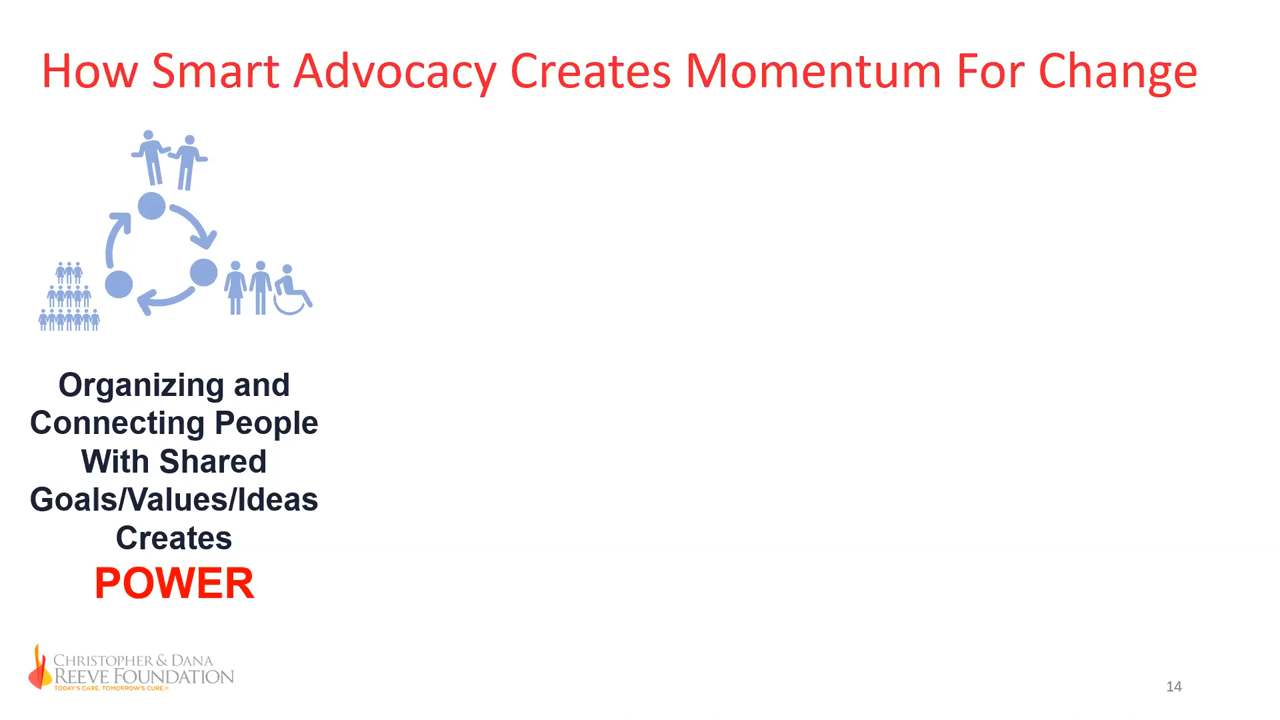 How Smart Advocacy Creates Momentum For Change
Organizing and
Connecting People
With Shared
Goals/Values/Ideas
Creates
POWER
CHRISTOPHER & DANA
REEVE FOUNDATION
TODAY'S CARE. TOMORROW'S CURE.®
14